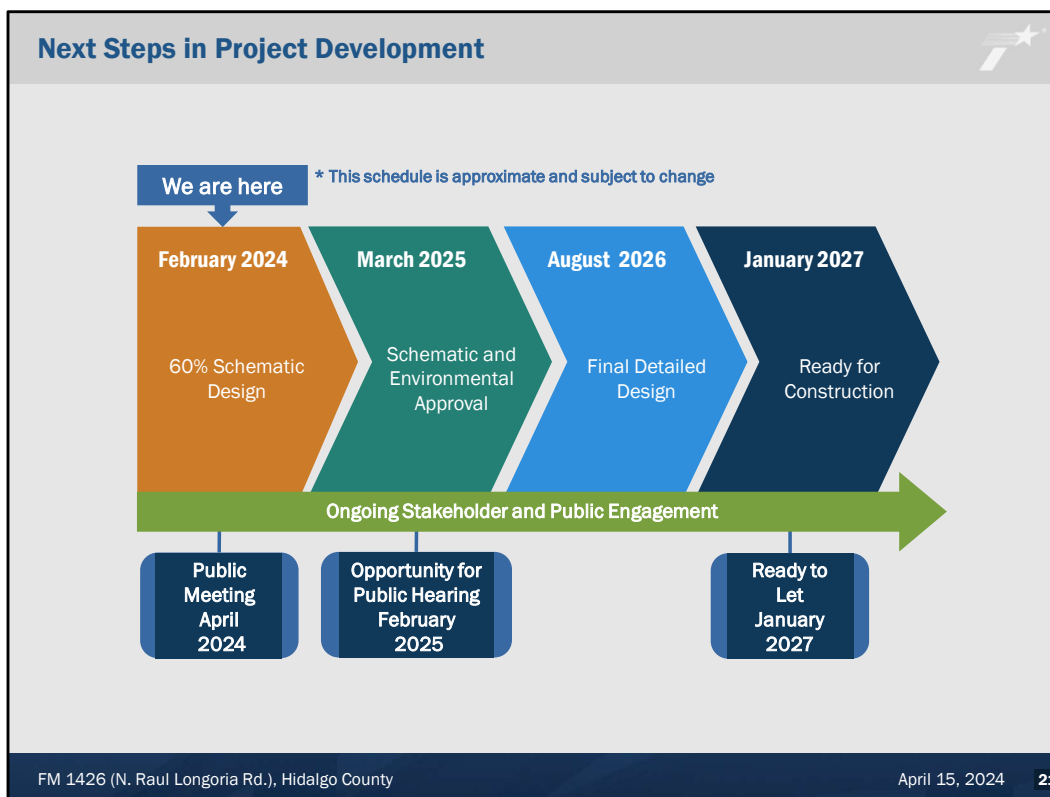 Next Steps in Project Development
We are here
* This schedule is approximate and subject to change
February 2024
60% Schematic
Design
March 2025
Schematic and
Environmental
Approval
August 2026
Final Detailed
Design
January 2027
Ready for
Construction
Ongoing Stakeholder and Public Engagement
Public
Meeting
April
2024
Opportunity for
Public Hearing
February
2025
Ready to
Let
January
2027
FM 1426 (N. Raul Longoria Rd.), Hidalgo County
April 15, 2024